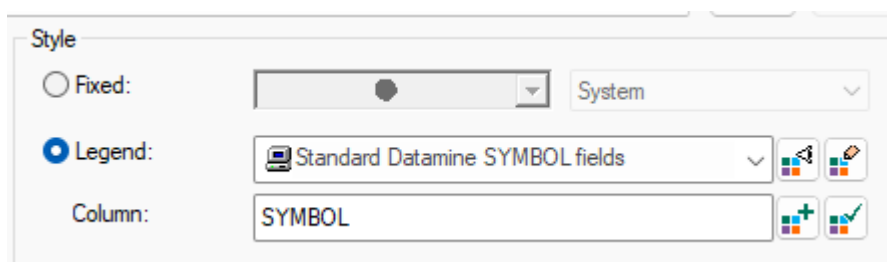 Style
Fixed: System
Legend: Standard Datamine SYMBOL fields
Column: SYMBOL